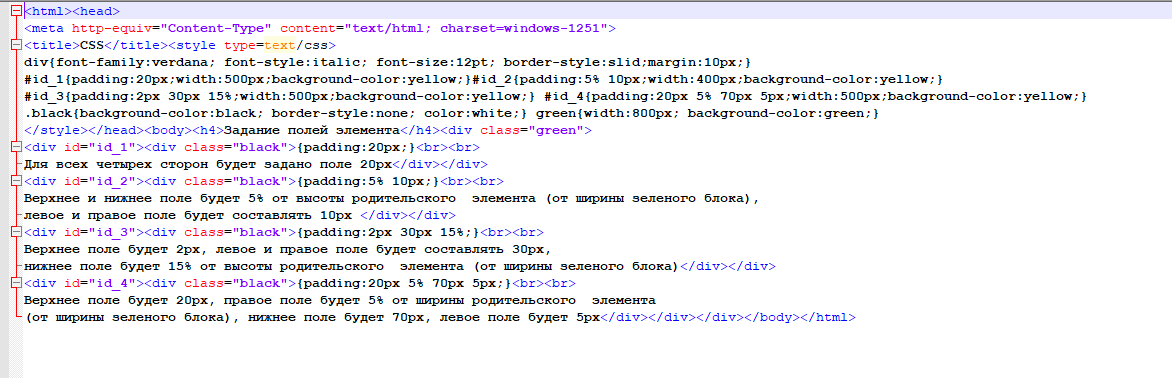 <html><head>
<meta http-equiv="Content-Type" content="text/html; charset=windows-1251">
<title>CSS</title><style type=text/css>
div{font-family:verdana; font-style:italic; font-size:12pt; border-style:slid;margin:10px;}
#id_1{padding:20px;width:500px;background-color:yellow;}#id_2{padding:5% 10px;width:400px;background-color:yellow;}
#id_3{padding:2px 30px 15%;width:500px;background-color:yellow;} #id_4{padding:20px 5% 70px 5px;width:500px;background-color:yellow;}
.black{background-color:black; border-style:none; color:white;} green{width:800px; background-color:green;}
</style></head><body><h4>Задание полей элемента</h4><div class="green">
<div id="id_1"><div class="black">{padding:20px;}<br><br>
Для всех четырех сторон будет задано поле 20px</div></div>
<div id="id_2"><div class="black">{padding:5% 10px;}<br><br>
Верхнее и нижнее поле будет 5% от высоты родительского  элемента (от ширины зеленого блока),
левое и правое поле будет составлять 10px </div></div>
<div id="id_3"><div class="black">{padding:2px 30px 15%;}<br><br>
Верхнее поле будет 2px, левое и правое поле будет составлять 30px,
нижнее поле будет 15% от высоты родительского  элемента (от ширины зеленого блока)</div></div>
<div id="id_4"><div class="black">{padding:20px 5% 70px 5px;}<br><br>
Верхнее поле будет 20px, правое поле будет 5% от ширины родительского  элемента
(от ширины зеленого блока), нижнее поле будет 70px, левое поле будет 5px</div></div></div></body></html>